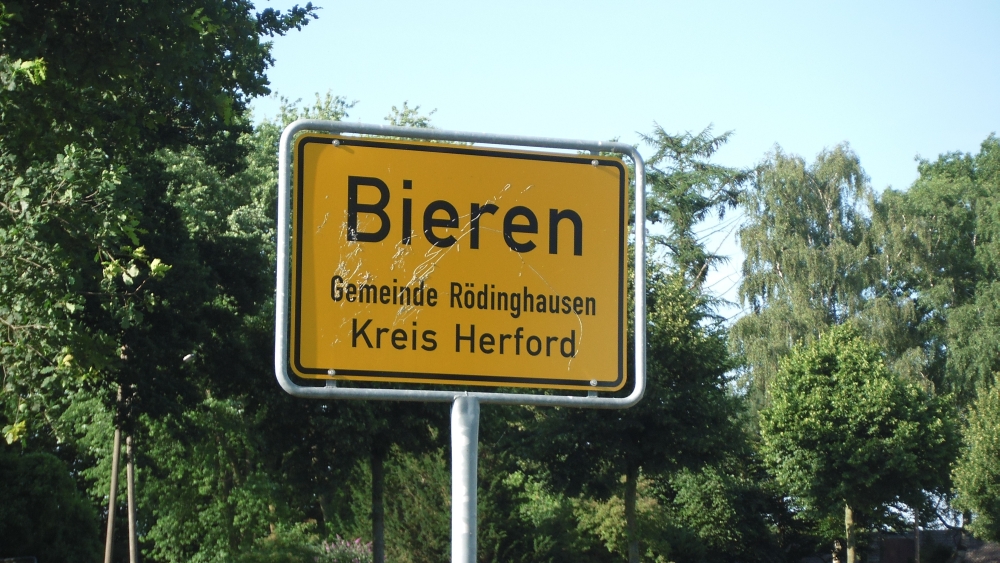 Bieren
Gemeinde Rödinghausen
Kreis Herford